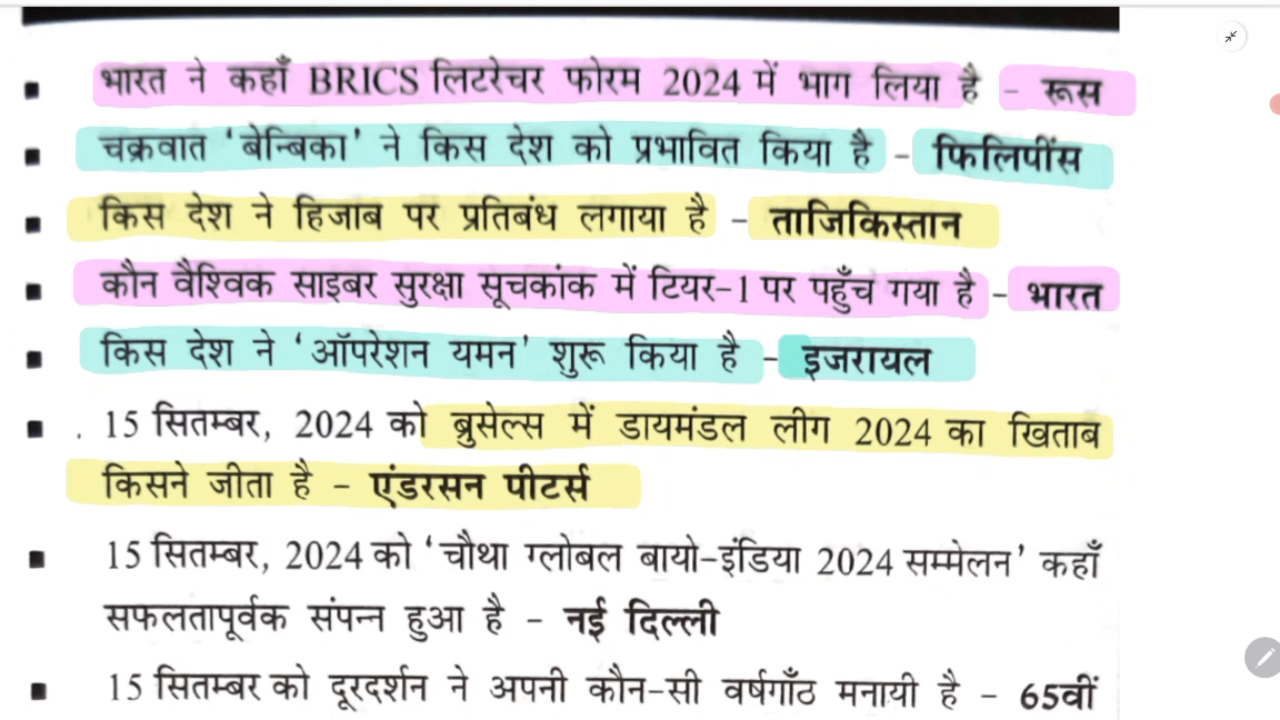 ▪ भारत ने कहाँ BRICS लिटरेचर फोरम 2024 में भाग लिया है - रूस
▪ चक्रवात 'बेन्बिका' ने किस देश को प्रभावित किया है - फिलिपींस
▪ किस देश ने हिजाब पर प्रतिबंध लगाया है - ताजिकिस्तान
▪ कौन वैश्विक साइबर सुरक्षा सूचकांक में टियर-1 पर पहुँच गया है - भारत
▪ किस देश ने 'ऑपरेशन यमन' शुरू किया है - इजरायल
▪ . 15 सितम्बर, 2024 को ब्रुसेल्स में डायमंडल लीग 2024 का खिताब
किसने जीता है - एंडरसन पीटर्स
▪ 15 सितम्बर, 2024 को 'चौथा ग्लोबल बायो-इंडिया 2024 सम्मेलन' कहाँ
सफलतापूर्वक संपन्न हुआ है - नई दिल्ली
▪ 15 सितम्बर को दूरदर्शन ने अपनी कौन-सी वर्षगाँठ मनायी है - 65वीं